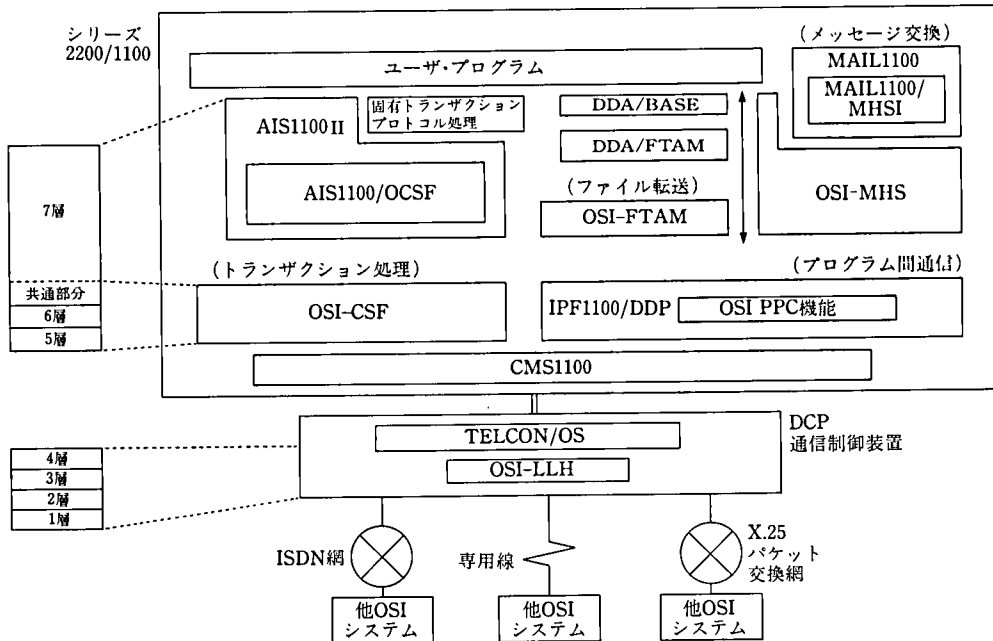 シリーズ
2200/1100
(メッセージ交換)
MAIL1100
MAIL1100/
MHSI
ユーザ・プログラム
AIS1100 II
固有トランザクション
プロトコル処理
DDA/BASE
DDA/FTAM
AIS1100/OCSF
(ファイル転送)
OSI-FTAM
OSI-MHS
7層
共通部分
6層
5層
(トランザクション処理)
OSI-CSF
(プログラム間通信)
IPF1100/DDP
OSI PPC機能
CMS1100
DCP
通信制御装置
TELCON/OS
OSI-LLH
4層
3層
2層
1層
ISDN網
専用線
X.25
パケット
交換網
他OSI
システム
他OSI
システム
他OSI
システム